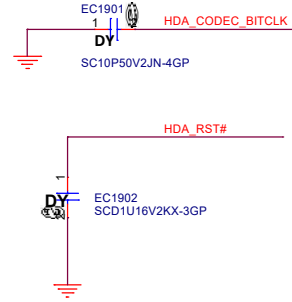 EC1901
1
HDA_CODEC_BITCLK
DY
SC10P50V2JN-4GP
HDA_RST#
1
DY
EC1902
SCD1U16V2KX-3GP